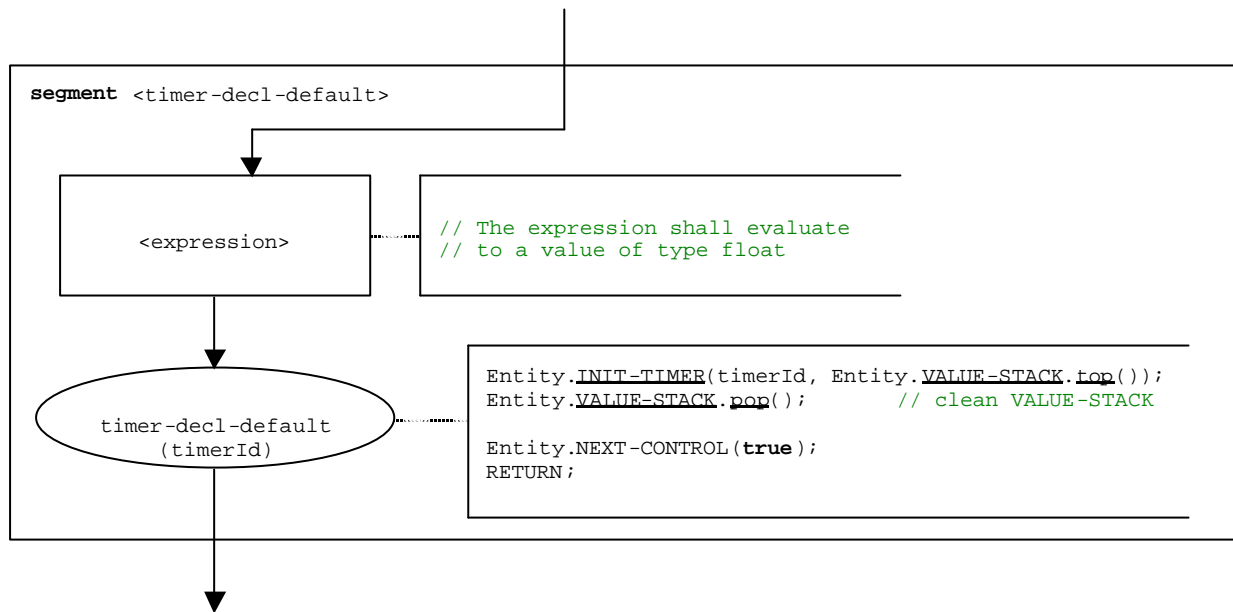 segment <timer-decl-default>
<expression>
// The expression shall evaluate
// to a value of type float
timer-decl-default
(timerId)
Entity.INIT-TIMER(timerId, Entity.VALUE-STACK.top());
Entity.VALUE-STACK.pop(); // clean VALUE-STACK
Entity.NEXT-CONTROL(true);
RETURN;